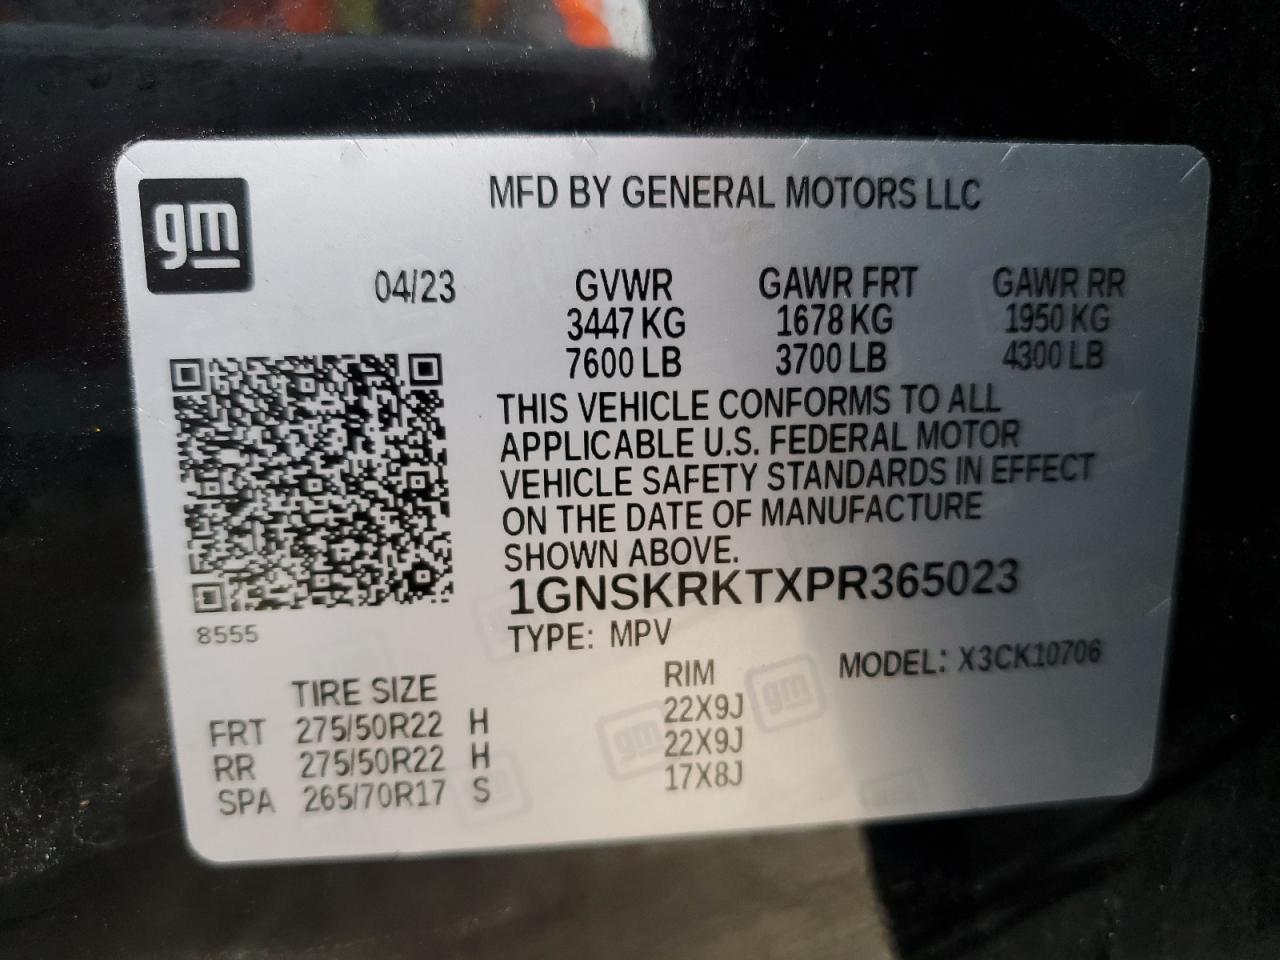 gm
MFD BY GENERAL MOTORS LLC
04/23
GVWR GAWR FRT GAWR RR
3447 KG 1678 KG 1950 KG
7600 LB 3700 LB 4300 LB
THIS VEHICLE CONFORMS TO ALL
APPLICABLE U.S. FEDERAL MOTOR
VEHICLE SAFETY STANDARDS IN EFFECT
ON THE DATE OF MANUFACTURE
SHOWN ABOVE.
1GNSKRKTXPR365023
8555
TYPE: MPV
MODEL: X3CK10706
TIRE SIZE RIM
FRT 275/50R22 H 22X9J
RR 275/50R22 H 22X9J
SPA 265/70R17 S 17X8J
gm
gm